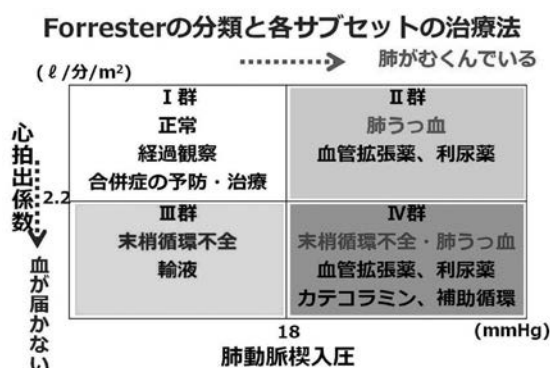 Forresterの分類と各サブセットの治療法
肺がむくんでいる
(ℓ/分/m²)
Ⅰ群
正常
経過観察
合併症の予防・治療
Ⅱ群
肺うっ血
血管拡張薬、利尿薬
心拍出係数
2.2
血が届かない
Ⅲ群
末梢循環不全
輸液
Ⅳ群
末梢循環不全・肺うっ血
血管拡張薬、利尿薬
カテコラミン、補助循環
18
(mmHg)
肺動脈楔入圧